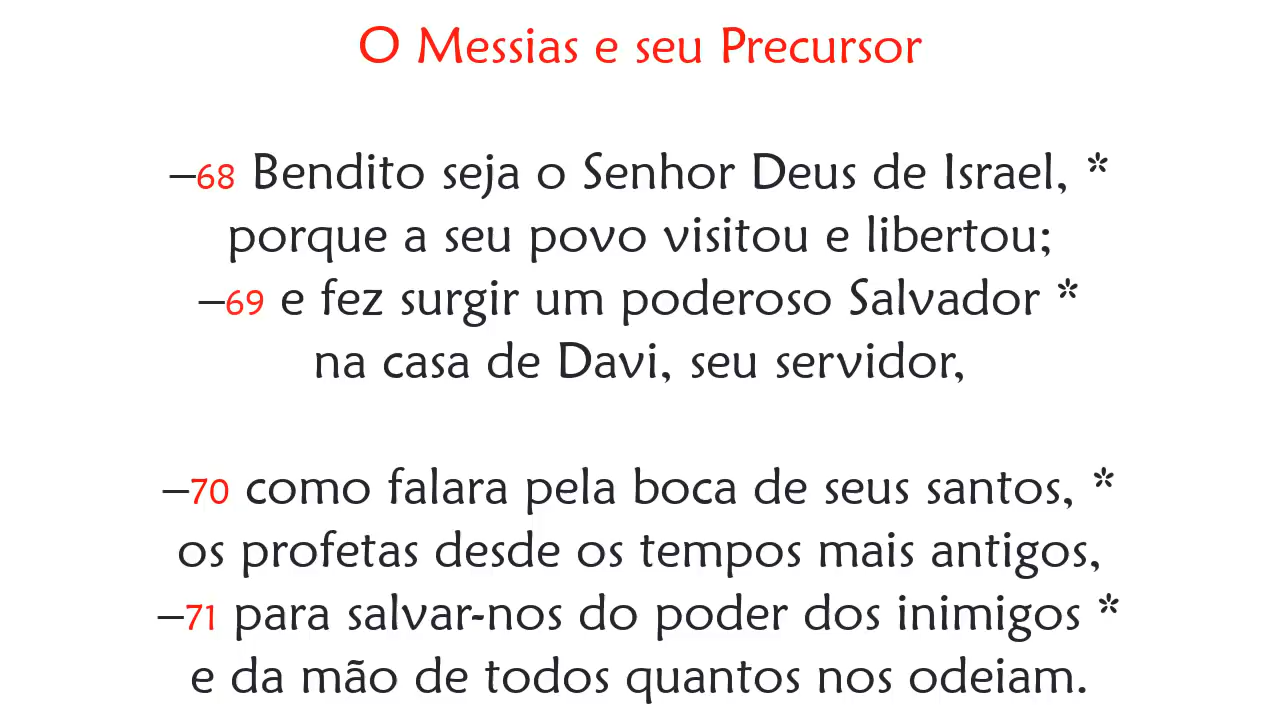 O Messias e seu Precursor
–68 Bendito seja o Senhor Deus de Israel, *
porque a seu povo visitou e libertou;
–69 e fez surgir um poderoso Salvador *
na casa de Davi, seu servidor,
–70 como falara pela boca de seus santos, *
os profetas desde os tempos mais antigos,
–71 para salvar-nos do poder dos inimigos *
e da mão de todos quantos nos odeiam.